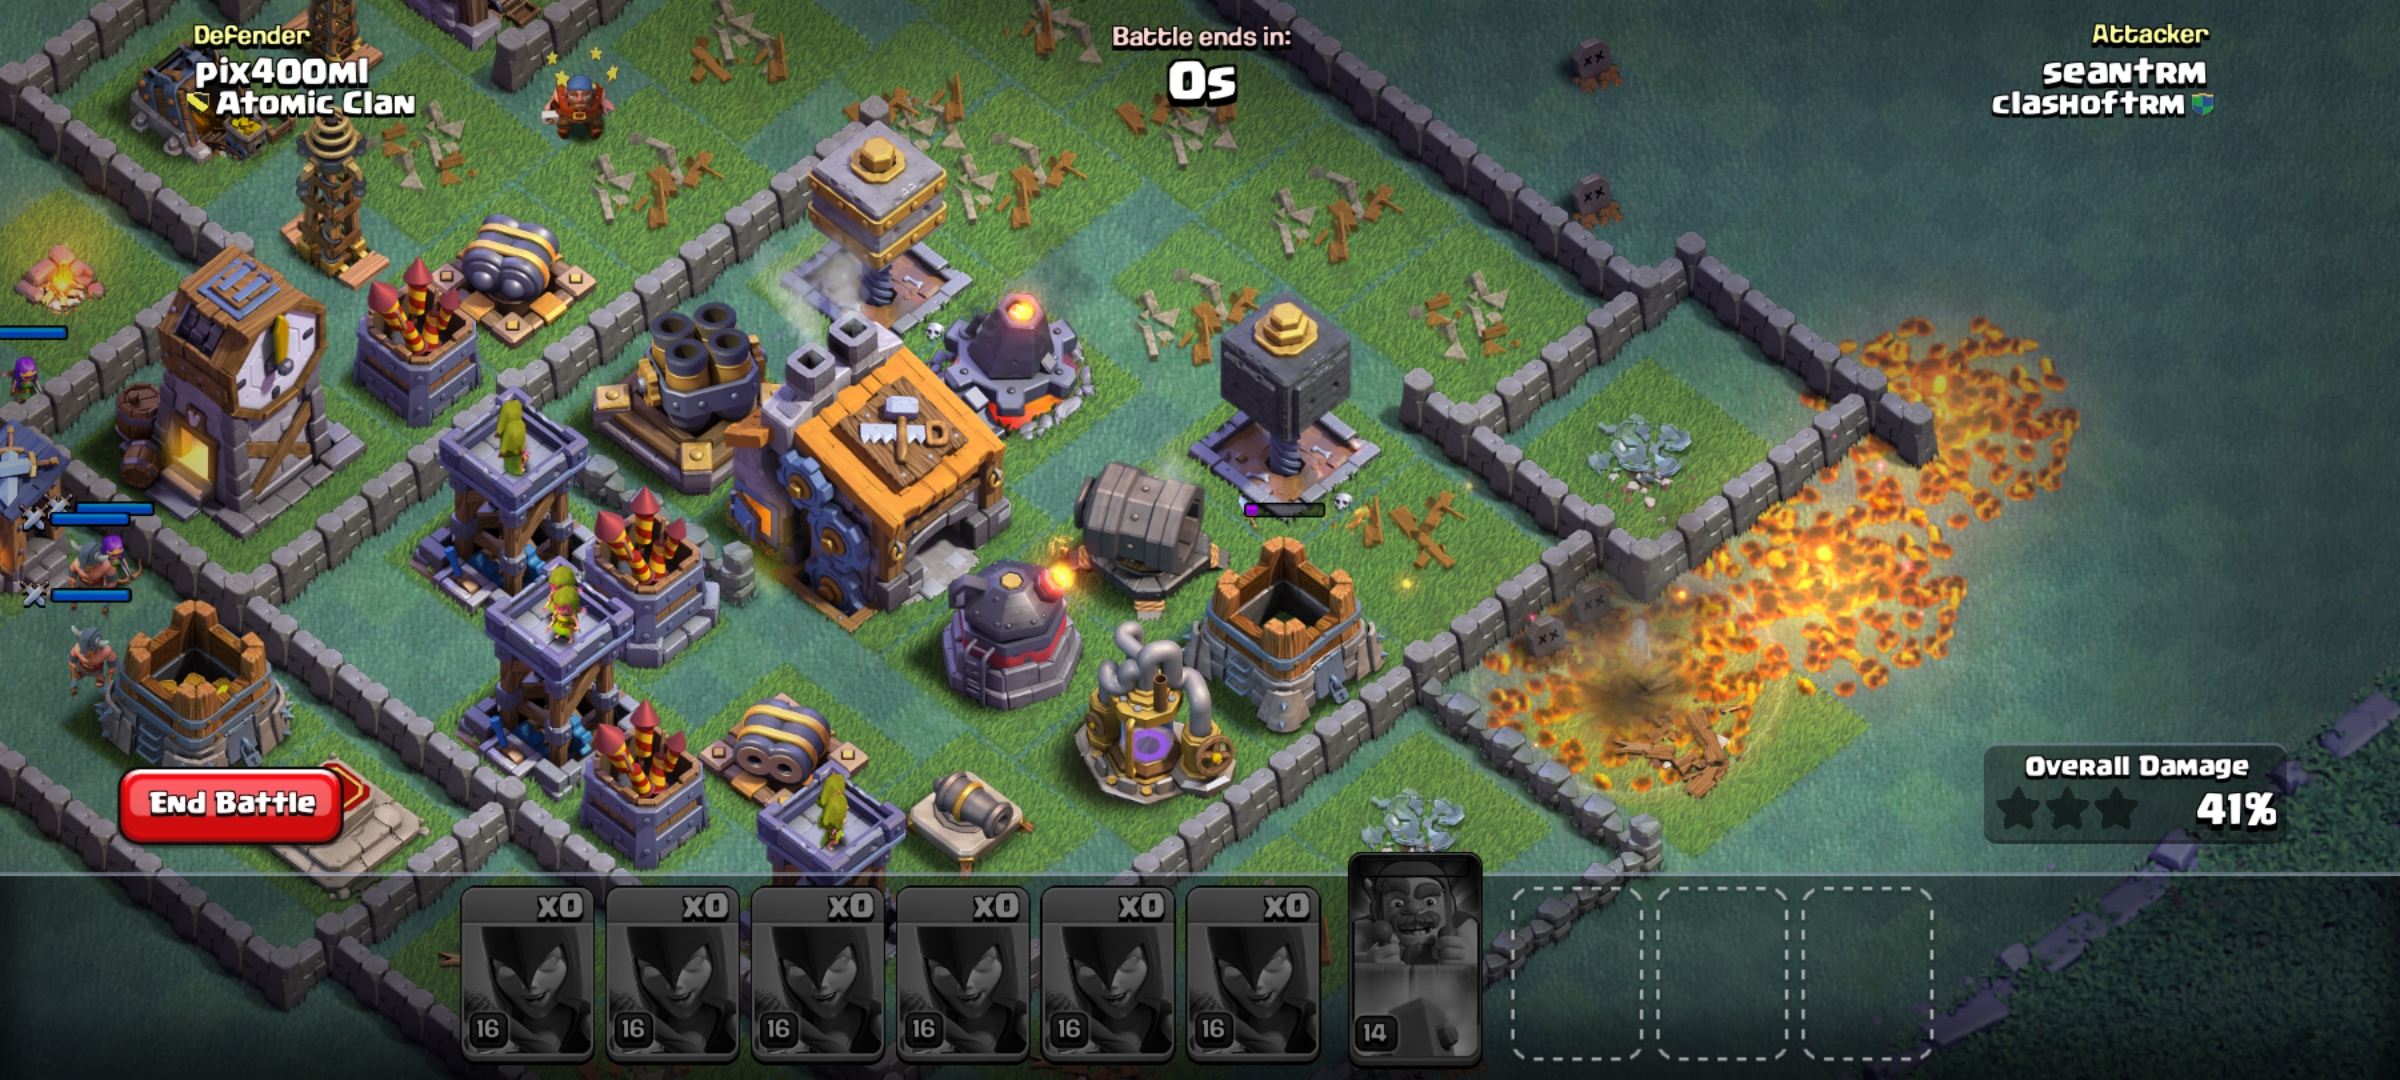 Defender
pix400ml
Atomic Clan
Battle ends in:
0s
Attacker
seantRM
clashoftRM
End Battle
Overall Damage
41%
x0
x0
x0
x0
x0
x0
16
16
16
16
16
16
14